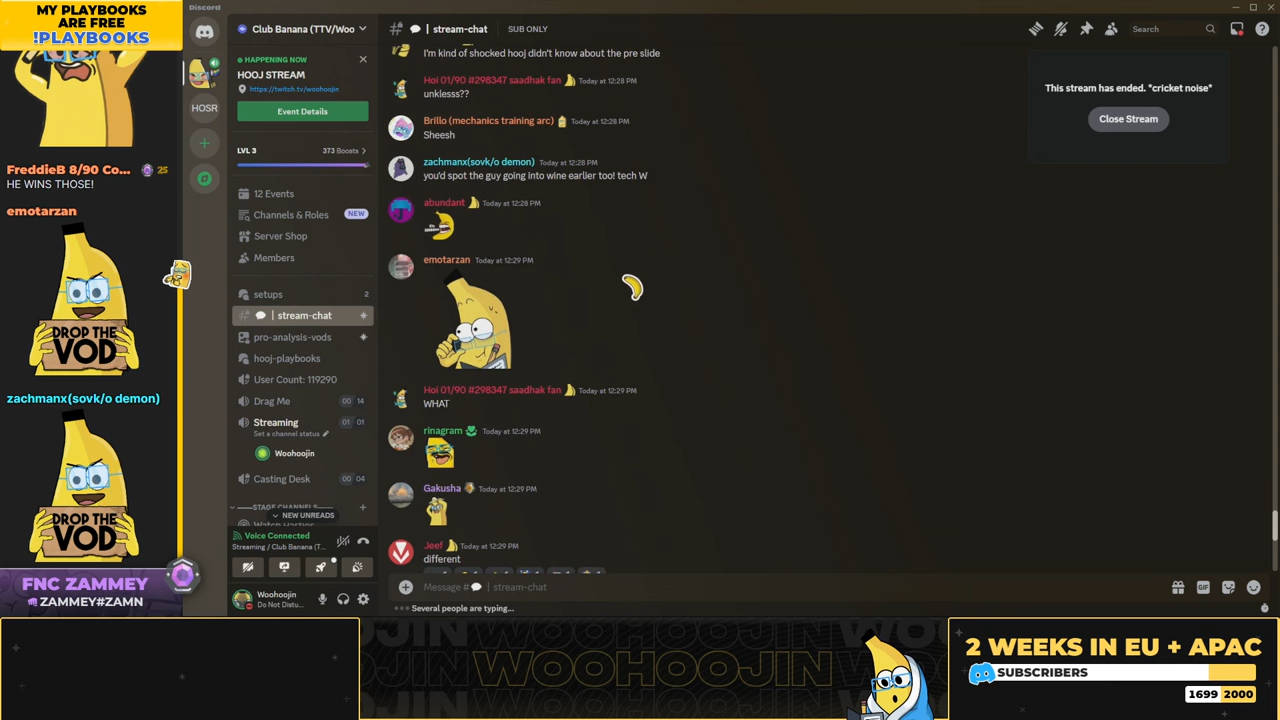 MY PLAYBOOKS
ARE FREE
!PLAYBOOKS
FreddieB 8/90 Co...
25
HE WINS THOSE!
emotarzan
DROP THE
VOD
zachmanx(sovk/o demon)
DROP THE
VOD
FNC ZAMMEY
ZAMMEY#ZAMN
Discord
HOSR
Club Banana (TTV/Woo
HAPPENING NOW
HOOJ STREAM
https://twitch.tv/woohoojin
Event Details
LVL 3
373 Boosts
12 Events
Channels & Roles
NEW
Server Shop
Members
setups
2
stream-chat
pro-analysis-vods
hooj-playbooks
User Count: 119290
Drag Me
00 14
Streaming
01 01
Set a channel status
Woohoojin
Casting Desk
00 04
STAGE CHANNELS
NEW UNREADS
Voice Connected
Streaming / Club Banana (T...
Woohoojin
Do Not Distu...
stream-chat
SUB ONLY
Search
I'm kind of shocked hooj didn't know about the pre slide
Hoi 01/90 #298347 saadhak fan Today at 12:28 PM
unklesss??
Brillo (mechanics training arc) Today at 12:28 PM
Sheesh
zachmanx(sovk/o demon) Today at 12:28 PM
you'd spot the guy going into wine earlier too! tech W
abundant Today at 12:28 PM
emotarzan Today at 12:29 PM
Hoi 01/90 #298347 saadhak fan Today at 12:29 PM
WHAT
rinagram Today at 12:29 PM
Gakusha Today at 12:29 PM
Jeef Today at 12:29 PM
different
Message # | stream-chat
Several people are typing...
This stream has ended. *cricket noise*
Close Stream
WOOHOOJIN
2 WEEKS IN EU + APAC
SUBSCRIBERS
1699 2000